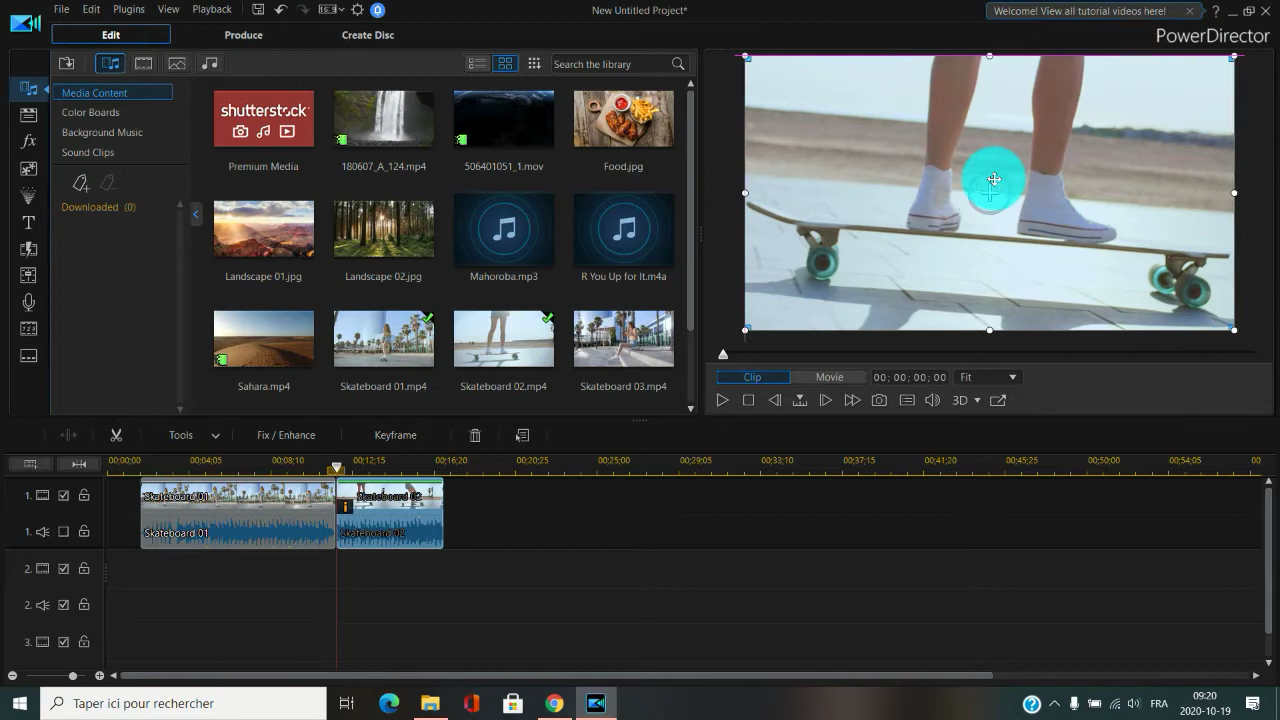 File Edit Plugins View Playback
New Untitled Project*
Welcome! View all tutorial videos here!
Edit Produce Create Disc
PowerDirector
Search the library
Media Content
Color Boards
Background Music
Sound Clips
Downloaded (0)
shutterstock
Premium Media 180607_A_124.mp4 506401051_1.mov Food.jpg
Landscape 01.jpg Landscape 02.jpg Mahoroba.mp3 R You Up for It.m4a
Sahara.mp4 Skateboard 01.mp4 Skateboard 02.mp4 Skateboard 03.mp4
Clip Movie 00; 00; 00; 00 Fit
3D
Tools Fix / Enhance Keyframe
00;00;00 00;04;05 00;08;10 00;12;15 00;16;20 00;20;25 00;25;00 00;29;05 00;33;10 00;37;15 00;41;20 00;45;25 00;50;00 00;54;05 00;
1. Skateboard 01 Skateboard 02
1. Skateboard 01 Skateboard 02
2.
2.
3.
Taper ici pour rechercher
FRA
09:20
2020-10-19